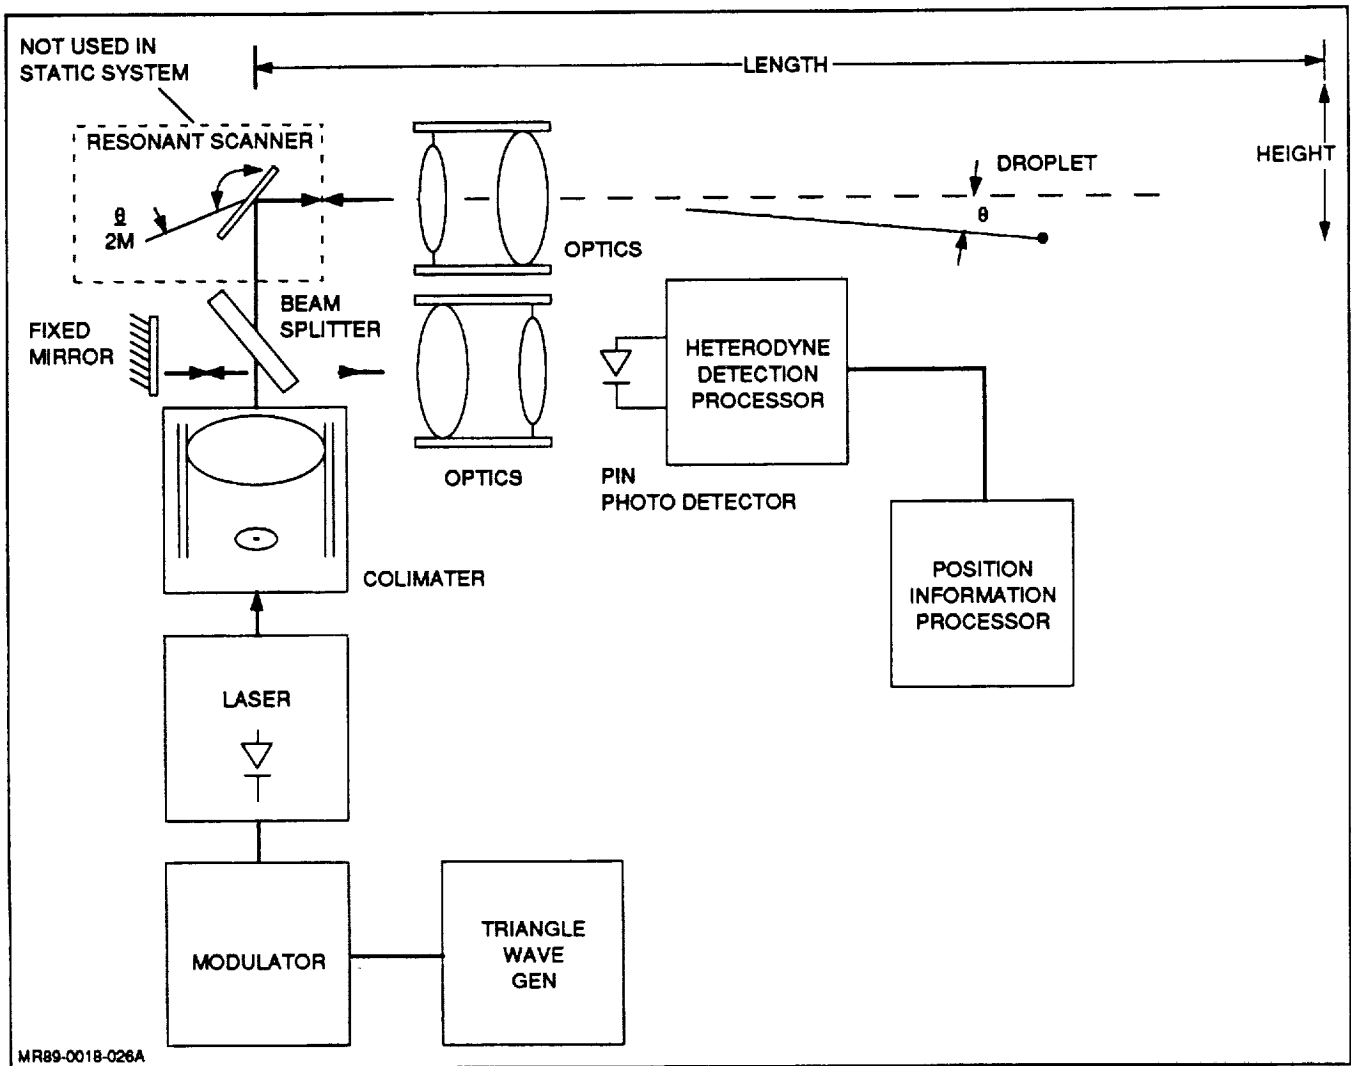 NOT USED IN
STATIC SYSTEM
LENGTH
RESONANT SCANNER
HEIGHT
DROPLET
θ
2M
θ
OPTICS
BEAM
SPLITTER
FIXED
MIRROR
HETERODYNE
DETECTION
PROCESSOR
OPTICS
PIN
PHOTO DETECTOR
COLIMATER
POSITION
INFORMATION
PROCESSOR
LASER
MODULATOR
TRIANGLE
WAVE
GEN
MR89-0018-026A